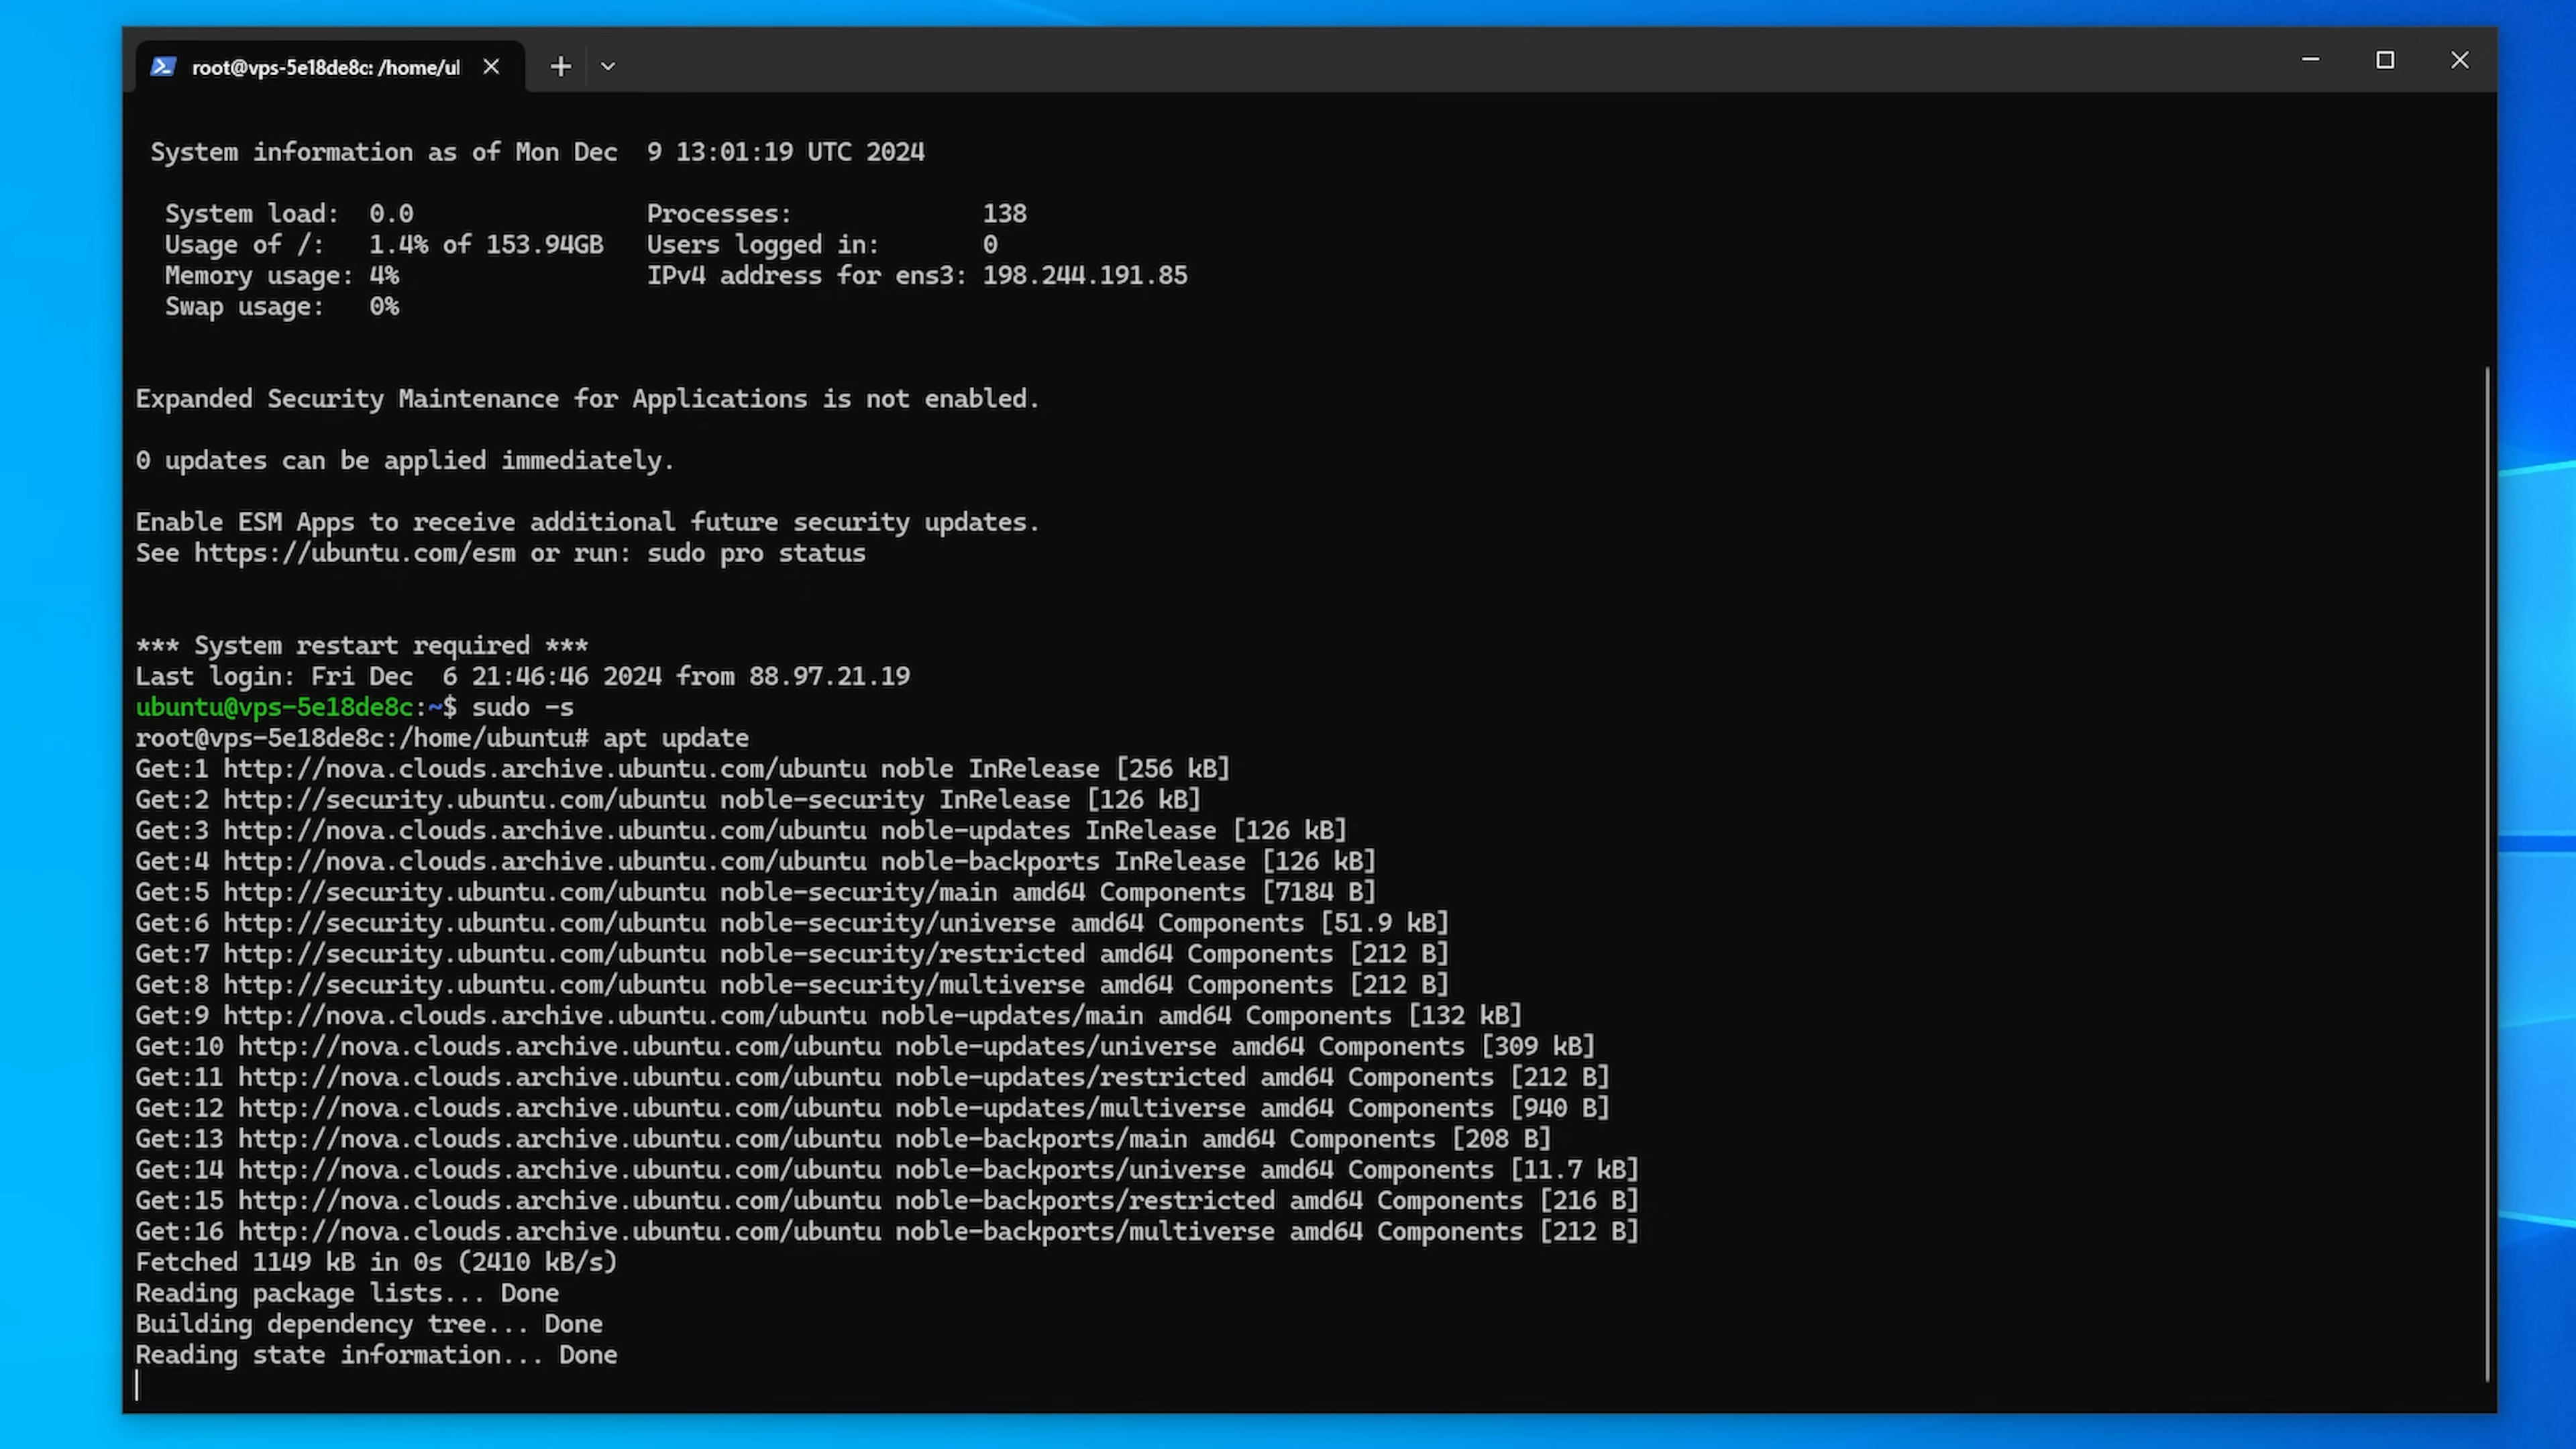 root@vps-5e18de8c: /home/ul
System information as of Mon Dec  9 13:01:19 UTC 2024
System load:  0.0                Processes:             138
Usage of /:   1.4% of 153.94GB   Users logged in:       0
Memory usage: 4%                 IPv4 address for ens3: 198.244.191.85
Swap usage:   0%
Expanded Security Maintenance for Applications is not enabled.
0 updates can be applied immediately.
Enable ESM Apps to receive additional future security updates.
See https://ubuntu.com/esm or run: sudo pro status
*** System restart required ***
Last login: Fri Dec  6 21:46:46 2024 from 88.97.21.19
ubuntu@vps-5e18de8c:~$ sudo -s
root@vps-5e18de8c:/home/ubuntu# apt update
Get:1 http://nova.clouds.archive.ubuntu.com/ubuntu noble InRelease [256 kB]
Get:2 http://security.ubuntu.com/ubuntu noble-security InRelease [126 kB]
Get:3 http://nova.clouds.archive.ubuntu.com/ubuntu noble-updates InRelease [126 kB]
Get:4 http://nova.clouds.archive.ubuntu.com/ubuntu noble-backports InRelease [126 kB]
Get:5 http://security.ubuntu.com/ubuntu noble-security/main amd64 Components [7184 B]
Get:6 http://security.ubuntu.com/ubuntu noble-security/universe amd64 Components [51.9 kB]
Get:7 http://security.ubuntu.com/ubuntu noble-security/restricted amd64 Components [212 B]
Get:8 http://security.ubuntu.com/ubuntu noble-security/multiverse amd64 Components [212 B]
Get:9 http://nova.clouds.archive.ubuntu.com/ubuntu noble-updates/main amd64 Components [132 kB]
Get:10 http://nova.clouds.archive.ubuntu.com/ubuntu noble-updates/universe amd64 Components [309 kB]
Get:11 http://nova.clouds.archive.ubuntu.com/ubuntu noble-updates/restricted amd64 Components [212 B]
Get:12 http://nova.clouds.archive.ubuntu.com/ubuntu noble-updates/multiverse amd64 Components [940 B]
Get:13 http://nova.clouds.archive.ubuntu.com/ubuntu noble-backports/main amd64 Components [208 B]
Get:14 http://nova.clouds.archive.ubuntu.com/ubuntu noble-backports/universe amd64 Components [11.7 kB]
Get:15 http://nova.clouds.archive.ubuntu.com/ubuntu noble-backports/restricted amd64 Components [216 B]
Get:16 http://nova.clouds.archive.ubuntu.com/ubuntu noble-backports/multiverse amd64 Components [212 B]
Fetched 1149 kB in 0s (2410 kB/s)
Reading package lists... Done
Building dependency tree... Done
Reading state information... Done